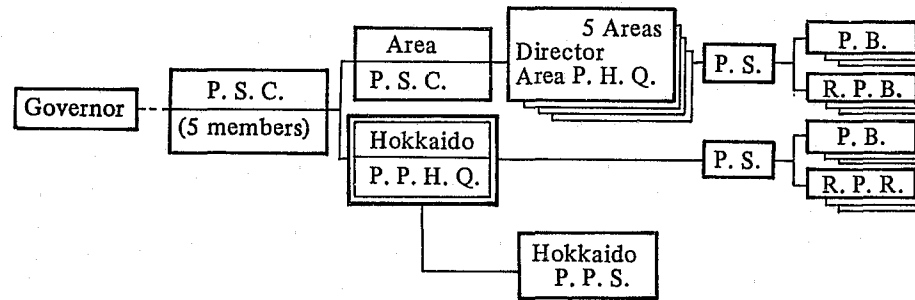 Governor
P. S. C.
(5 members)
Area
P. S. C.
5 Areas
Director
Area P. H. Q.
P. S.
P. B.
R. P. B.
Hokkaido
P. P. H. Q.
P. S.
P. B.
R. P. R.
Hokkaido
P. P. S.